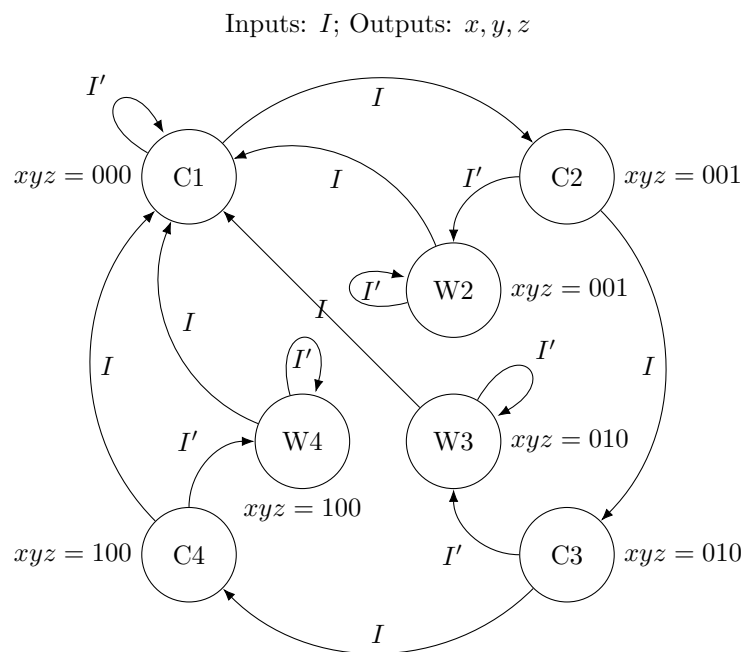 Inputs: I; Outputs: x, y, z
I′
I
xyz = 000
C1
C2
xyz = 001
I
I′
I′
W2
xyz = 001
I
I
I′
I′
I
I
I′
W4
W3
xyz = 010
xyz = 100
xyz = 100
C4
I′
C3
xyz = 010
I